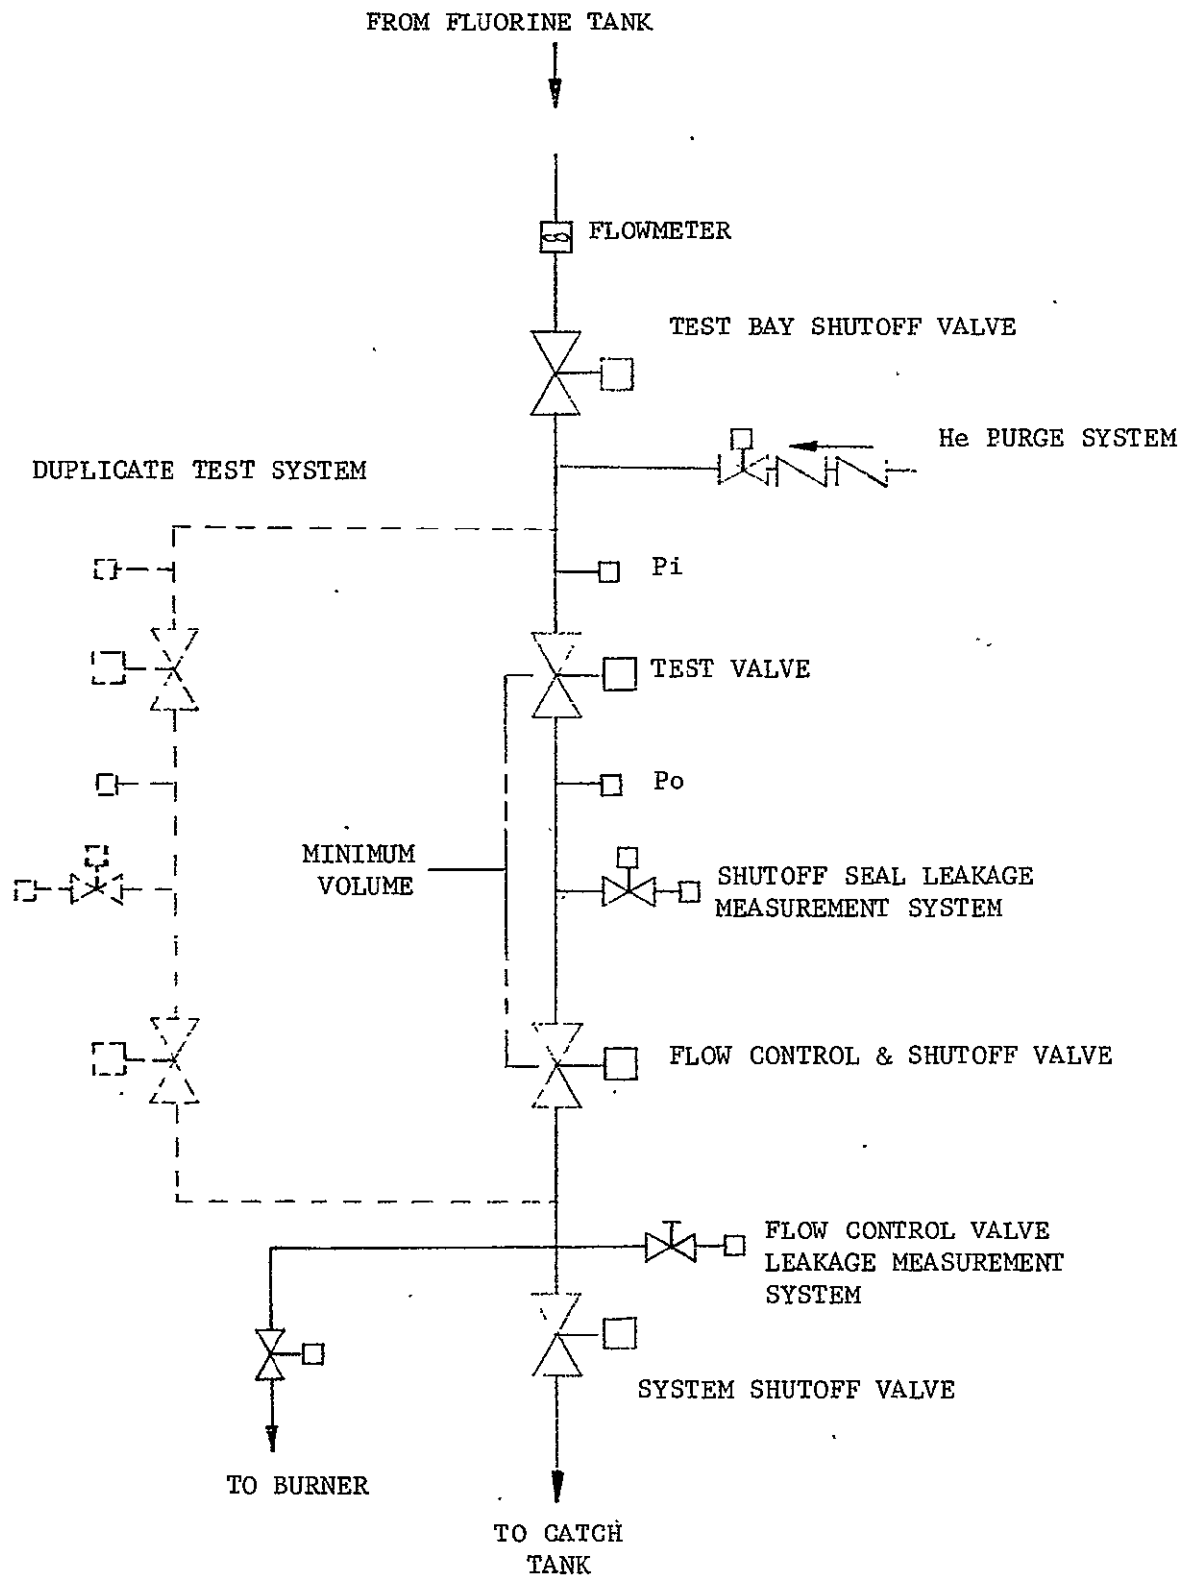 FROM FLUORINE TANK
FLOWMETER
TEST BAY SHUTOFF VALVE
He PURGE SYSTEM
DUPLICATE TEST SYSTEM
Pi
TEST VALVE
Po
MINIMUM
VOLUME
SHUTOFF SEAL LEAKAGE
MEASUREMENT SYSTEM
FLOW CONTROL & SHUTOFF VALVE
FLOW CONTROL VALVE
LEAKAGE MEASUREMENT
SYSTEM
SYSTEM SHUTOFF VALVE
TO BURNER
TO CATCH
TANK